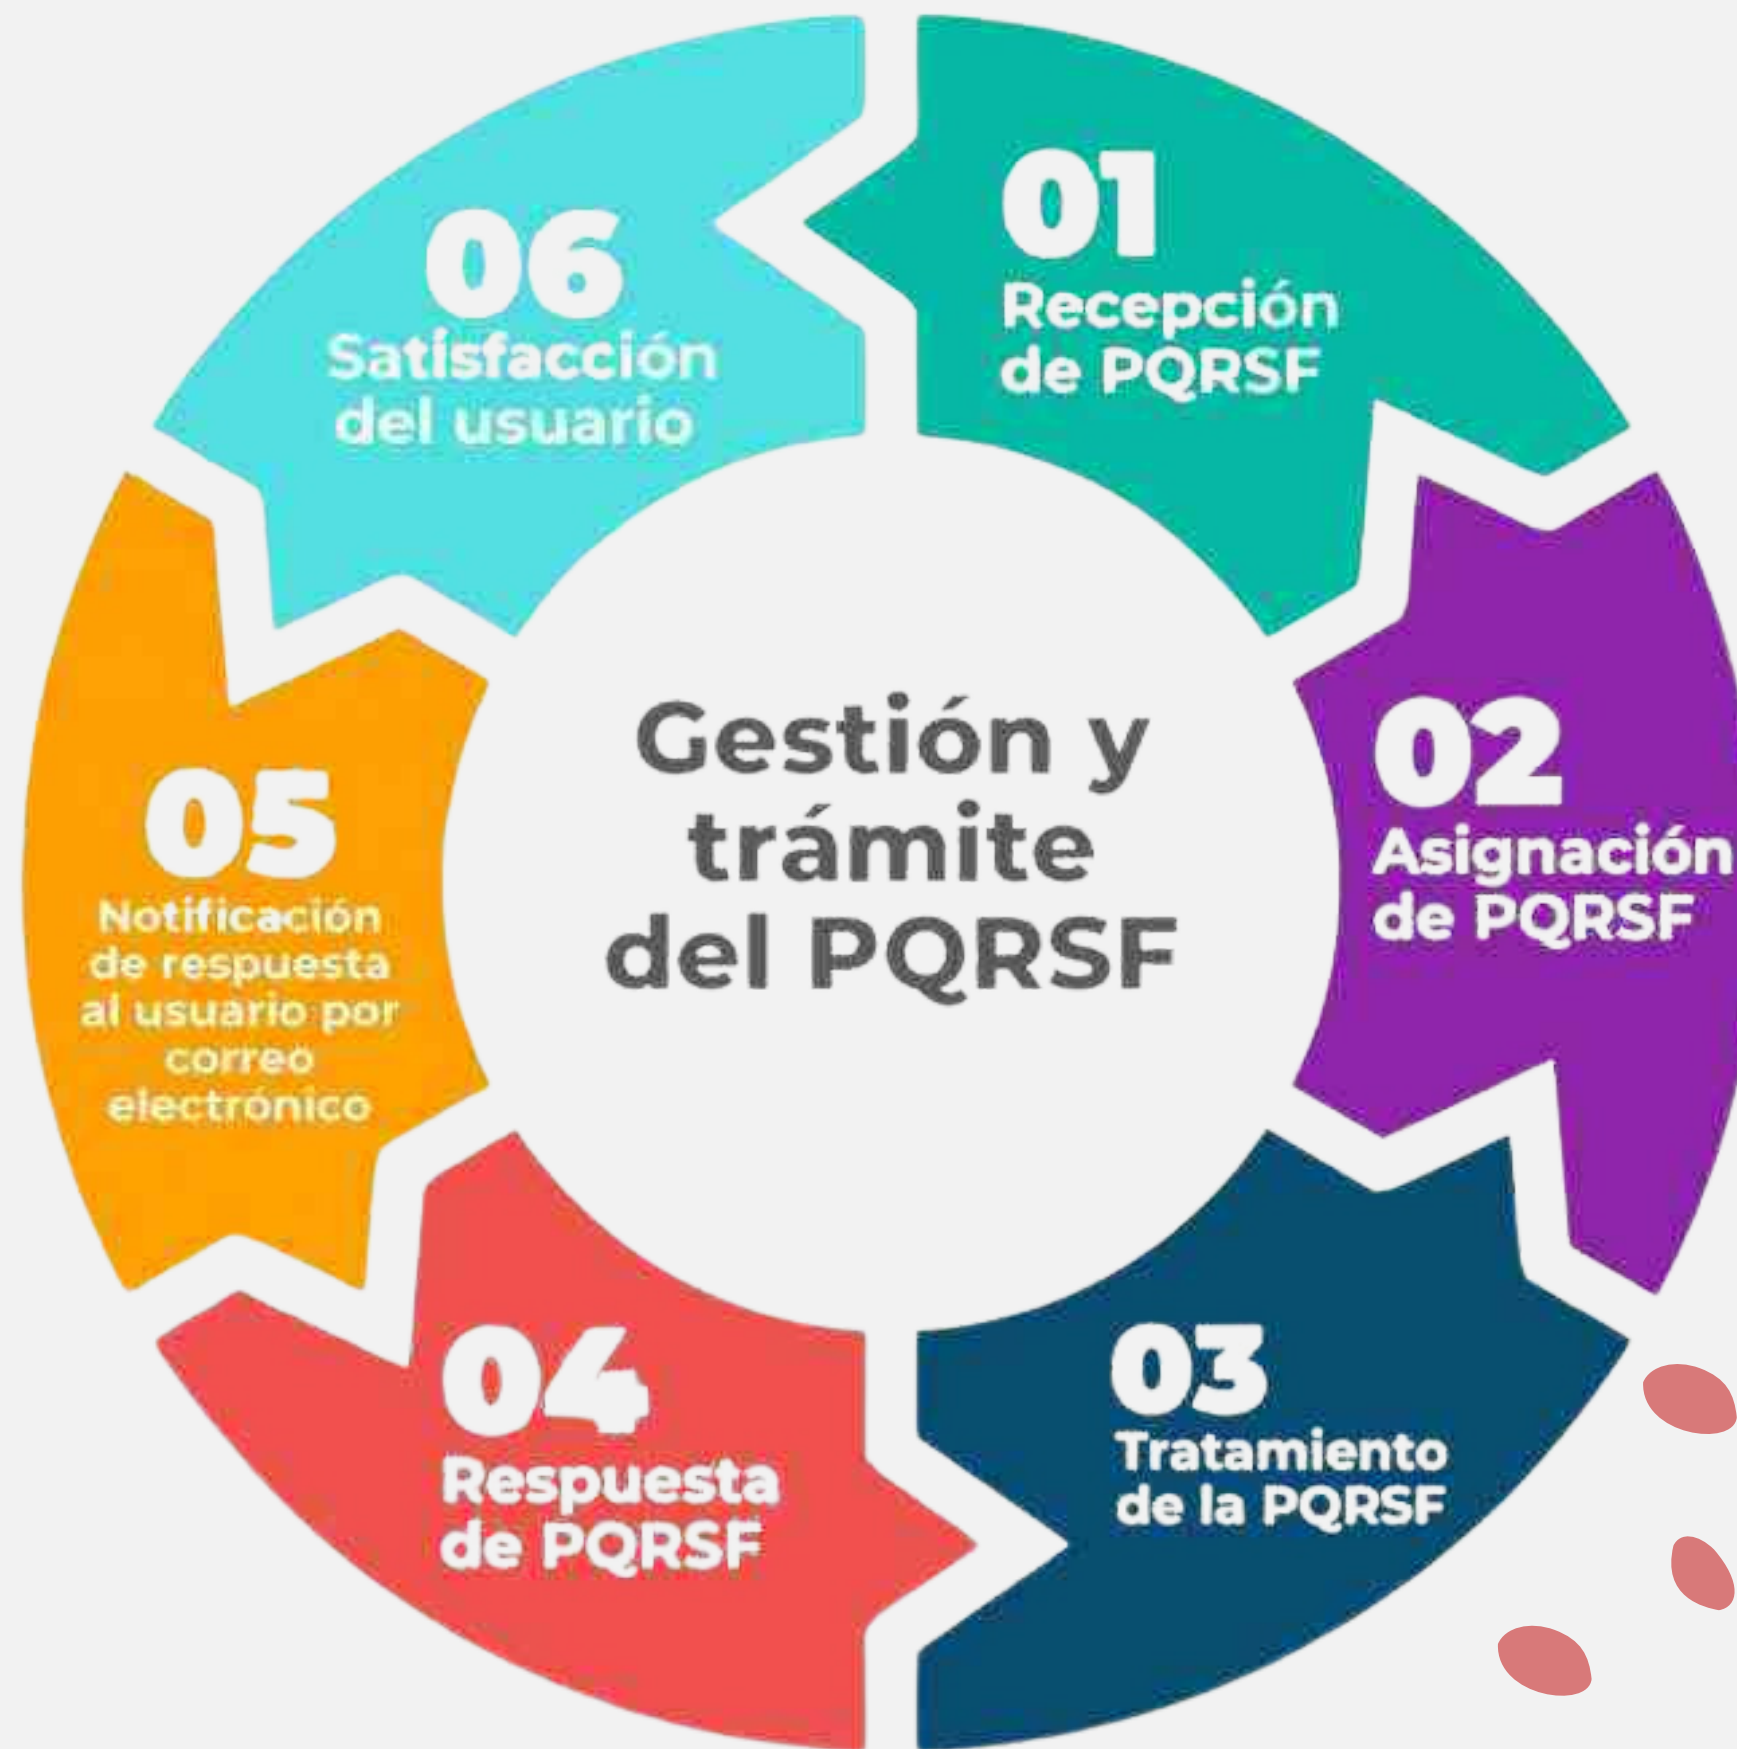 Gestión y
trámite
del PQRSF
01
Recepción
de PQRSF
02
Asignación
de PQRSF
03
Tratamiento
de la PQRSF
04
Respuesta
de PQRSF
05
Notificación
de respuesta
al usuario por
correo
electrónico
06
Satisfacción
del usuario